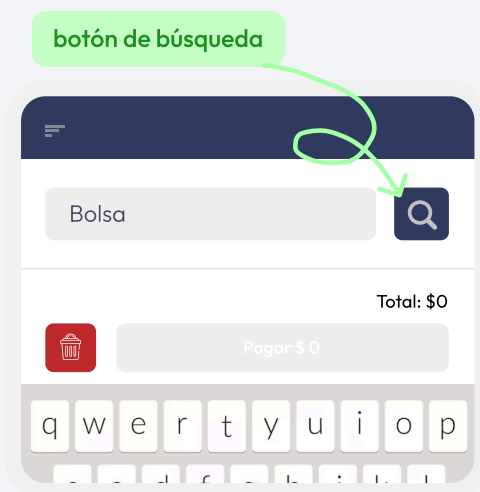 botón de búsqueda
Bolsa
Total: $0
Pagar $ 0
q w e r t y u i o p